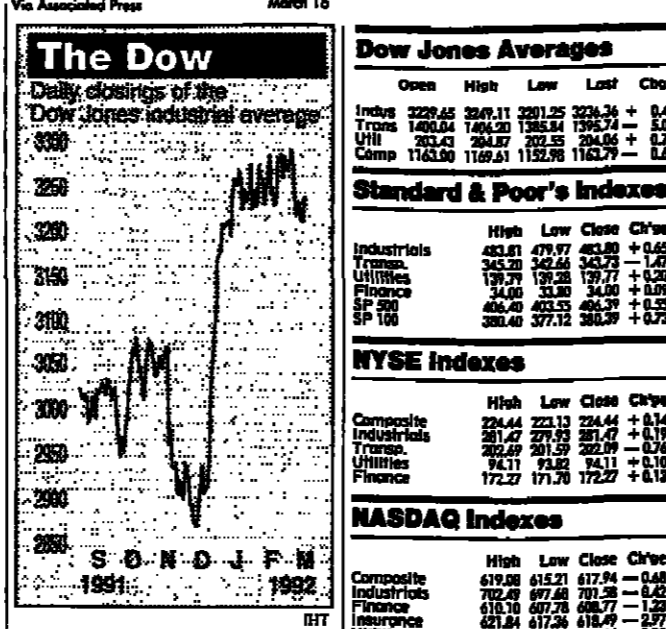 Via Associated Press
March 16
The Dow
Daily closings of the
Dow Jones industrial average
3300
3250
3200
3150
3100
3050
3000
2950
2900
2850
S O N D J F M
1991 1992
IHT
Dow Jones Averages
Open High Low Last Chg
Indus 3229.65 3249.11 3201.25 3236.36 + 0.4
Trans 1400.04 1406.20 1385.84 1395.74 — 5.0
Util 203.43 204.87 202.55 204.06 + 0.2
Comp 1163.00 1169.61 1152.98 1163.79 — 0.6
Standard & Poor's Indexes
High Low Close Ch'ge
Industrials 483.81 479.97 483.80 + 0.65
Transp. 345.20 342.66 343.73 — 1.47
Utilities 139.79 139.28 139.77 + 0.20
Finance 34.00 33.80 34.00 + 0.09
SP 500 406.40 403.55 406.39 + 0.55
SP 100 380.40 377.12 380.39 + 0.73
NYSE Indexes
High Low Close Ch'ge
Composite 224.44 223.13 224.44 + 0.14
Industrials 281.47 279.93 281.47 + 0.19
Transp. 202.69 201.59 202.09 — 0.76
Utilities 94.11 93.82 94.11 + 0.10
Finance 172.27 171.70 172.27 + 0.13
NASDAQ Indexes
High Low Close Ch'ge
Composite 619.08 615.21 617.94 — 0.68
Industrials 702.49 697.68 701.58 — 0.42
Finance 610.10 607.78 608.77 — 1.23
Insurance 621.84 617.36 618.49 — 2.97